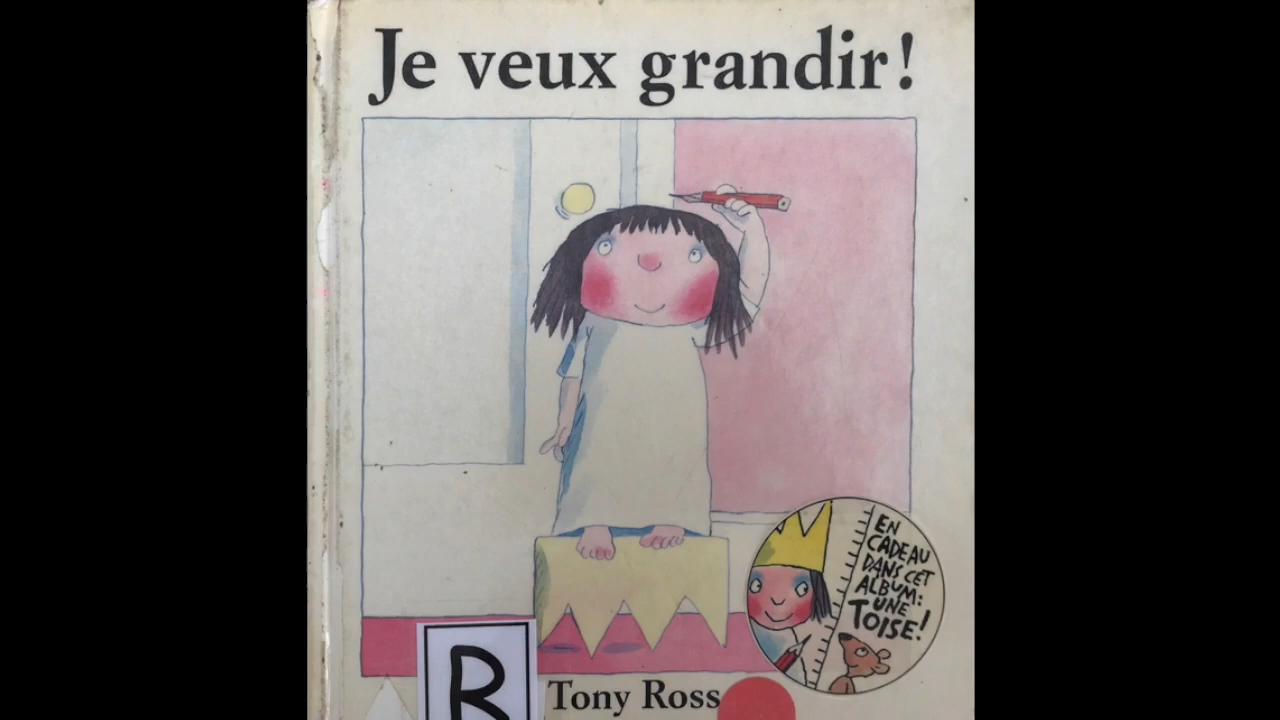 Je veux grandir!
EN
CADEAU
DANS CET
ALBUM:
UNE
TOISE!
R
Tony Ross